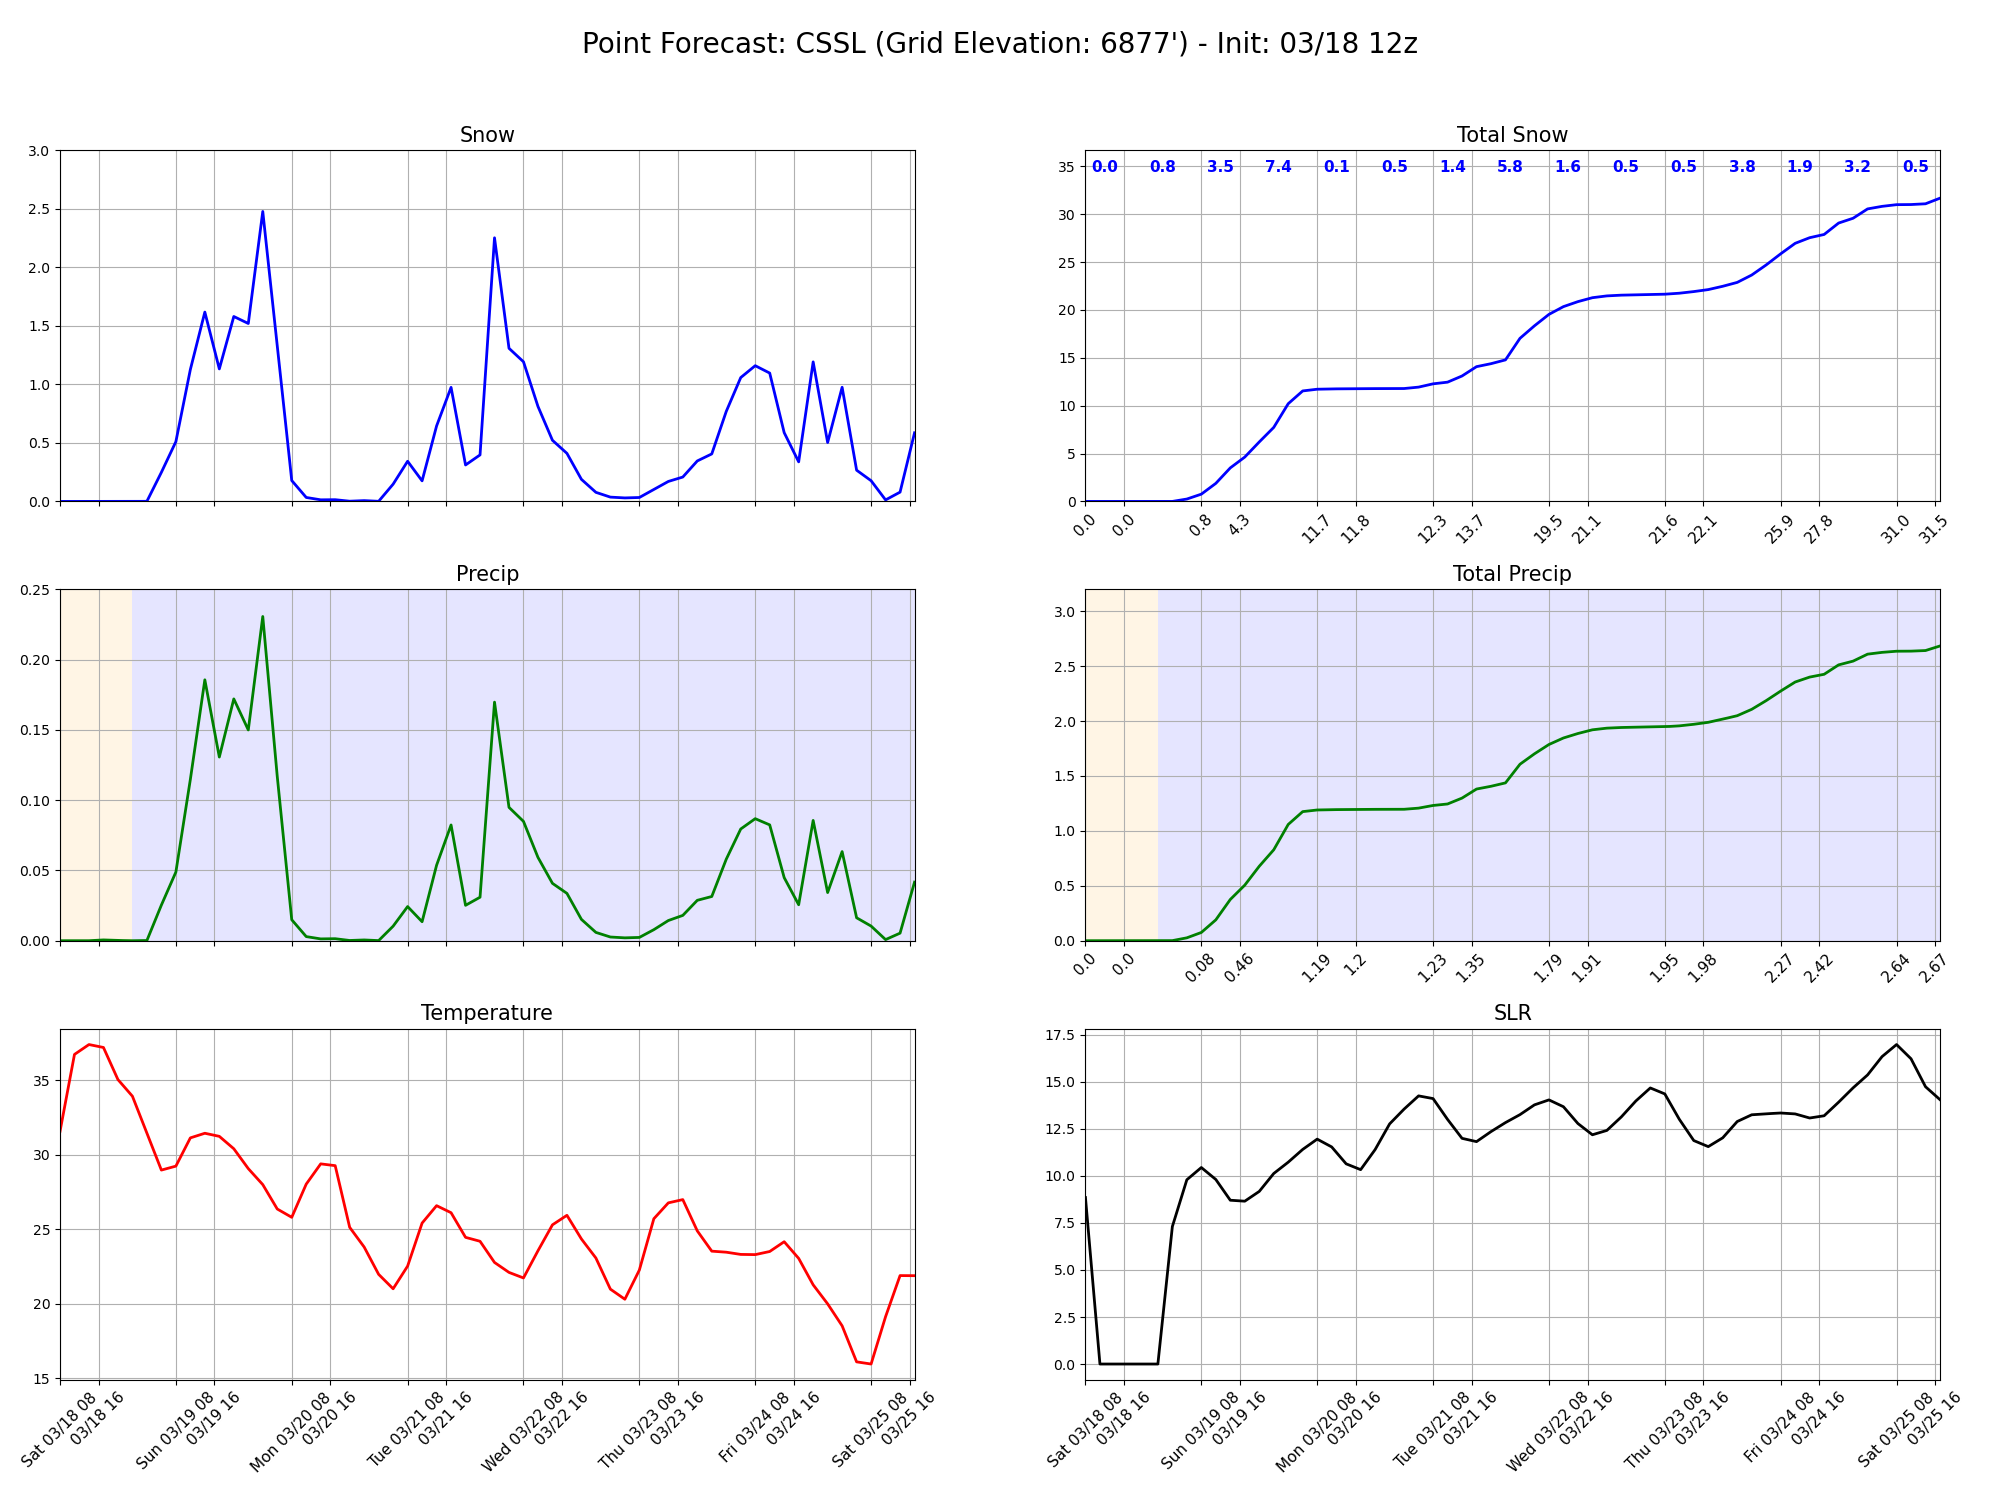 Point Forecast: CSSL (Grid Elevation: 6877') - Init: 03/18 12z
Snow
3.0
2.5
2.0
1.5
1.0
0.5
0.0
Total Snow
35
30
25
20
15
10
5
0
0.0 0.8 3.5 7.4 0.1 0.5 1.4 5.8 1.6 0.5 0.5 3.8 1.9 3.2 0.5
0.0 0.0 0.8 4.3 11.7 11.8 12.3 13.7 19.5 21.1 21.6 22.1 25.9 27.8 31.0 31.5
Precip
0.25
0.20
0.15
0.10
0.05
0.00
Total Precip
3.0
2.5
2.0
1.5
1.0
0.5
0.0
0.0 0.0 0.08 0.46 1.19 1.2 1.23 1.35 1.79 1.91 1.95 1.98 2.27 2.42 2.64 2.67
Temperature
35
30
25
20
15
Sat 03/18 08
03/18 16
Sun 03/19 08
03/19 16
Mon 03/20 08
03/20 16
Tue 03/21 08
03/21 16
Wed 03/22 08
03/22 16
Thu 03/23 08
03/23 16
Fri 03/24 08
03/24 16
Sat 03/25 08
03/25 16
SLR
17.5
15.0
12.5
10.0
7.5
5.0
2.5
0.0
Sat 03/18 08
03/18 16
Sun 03/19 08
03/19 16
Mon 03/20 08
03/20 16
Tue 03/21 08
03/21 16
Wed 03/22 08
03/22 16
Thu 03/23 08
03/23 16
Fri 03/24 08
03/24 16
Sat 03/25 08
03/25 16